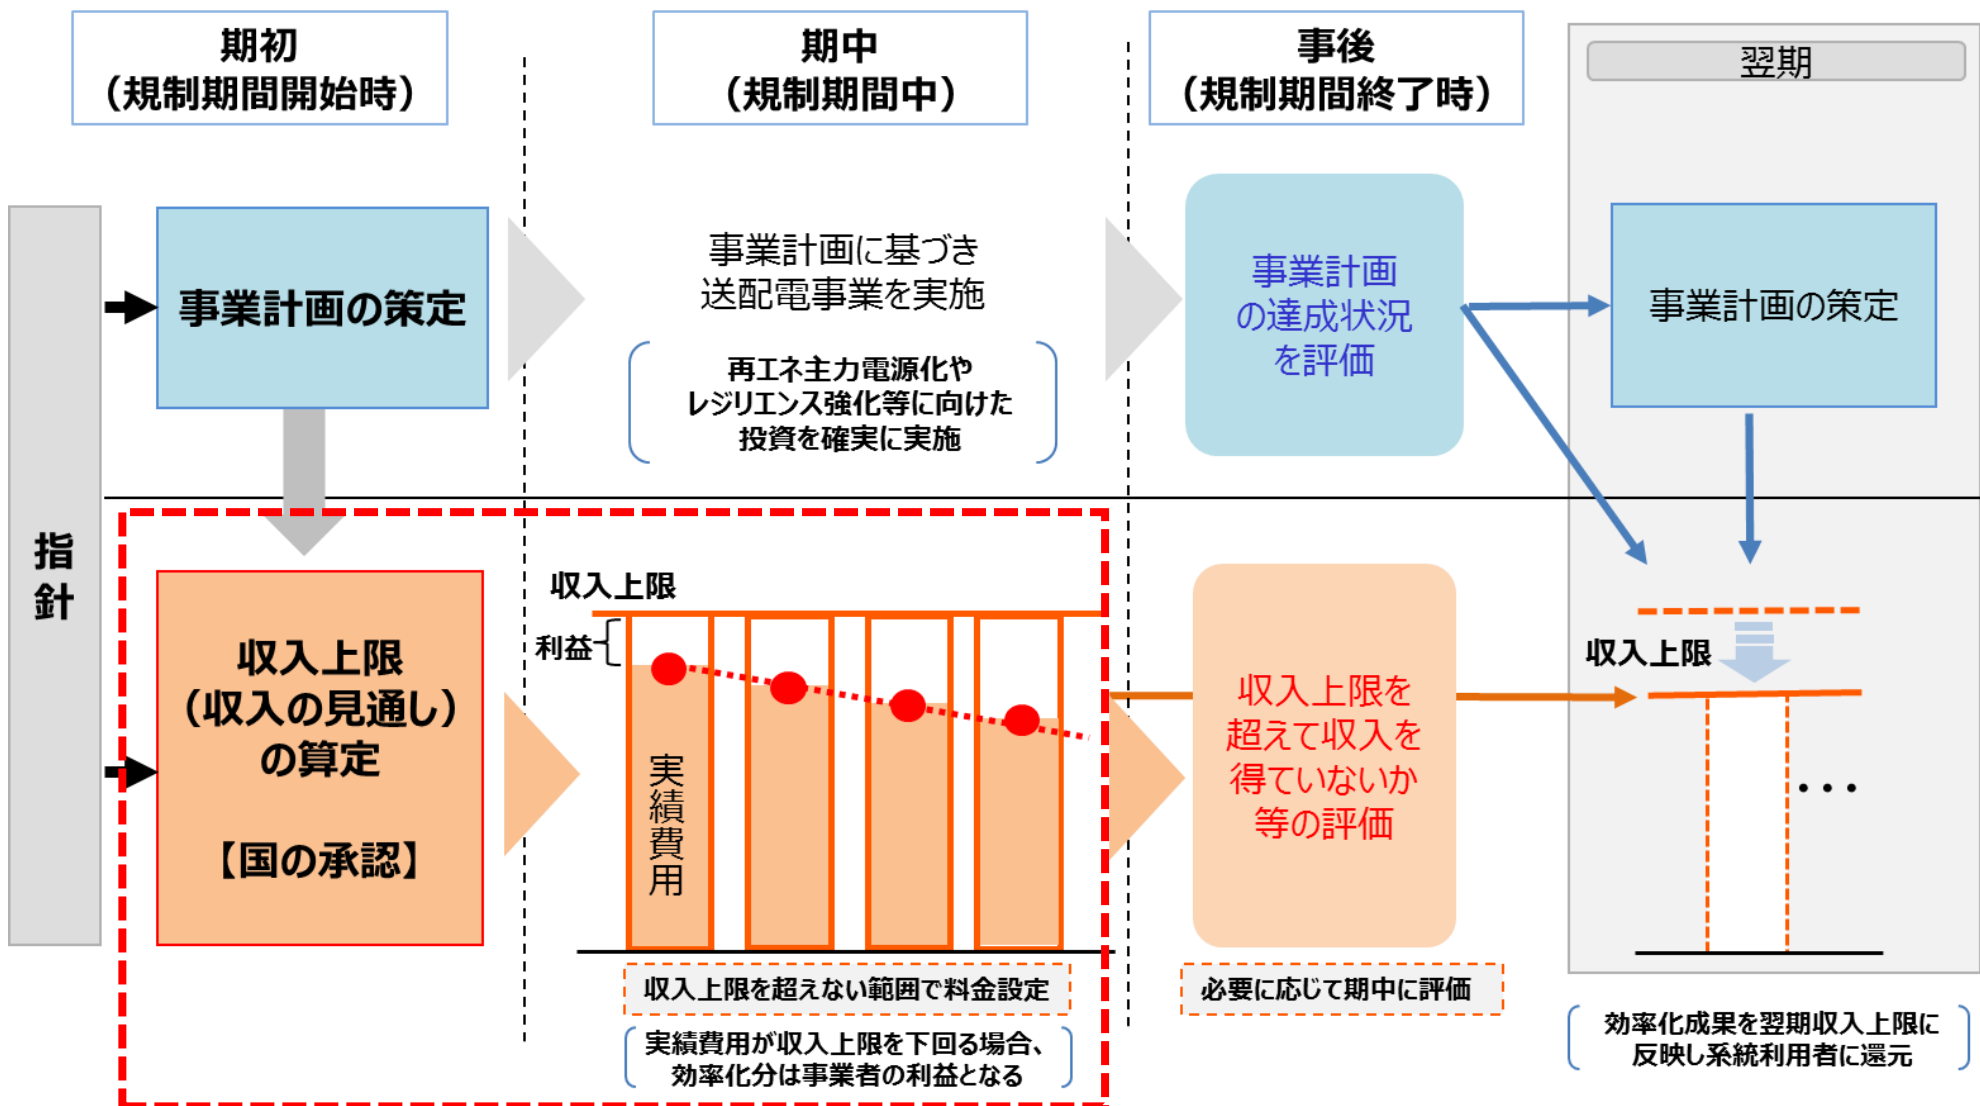 期初
（規制期間開始時）
期中
（規制期間中）
事後
（規制期間終了時）
翌期
指針
事業計画の策定
事業計画に基づき
送配電事業を実施
再エネ主力電源化や
レジリエンス強化等に向けた
投資を確実に実施
事業計画
の達成状況
を評価
事業計画の策定
収入上限
（収入の見通し）
の算定
【国の承認】
収入上限
利益
実績費用
収入上限を超えない範囲で料金設定
実績費用が収入上限を下回る場合、
効率化分は事業者の利益となる
収入上限を
超えて収入を
得ていないか
等の評価
必要に応じて期中に評価
収入上限
・・・
効率化成果を翌期収入上限に
反映し系統利用者に還元